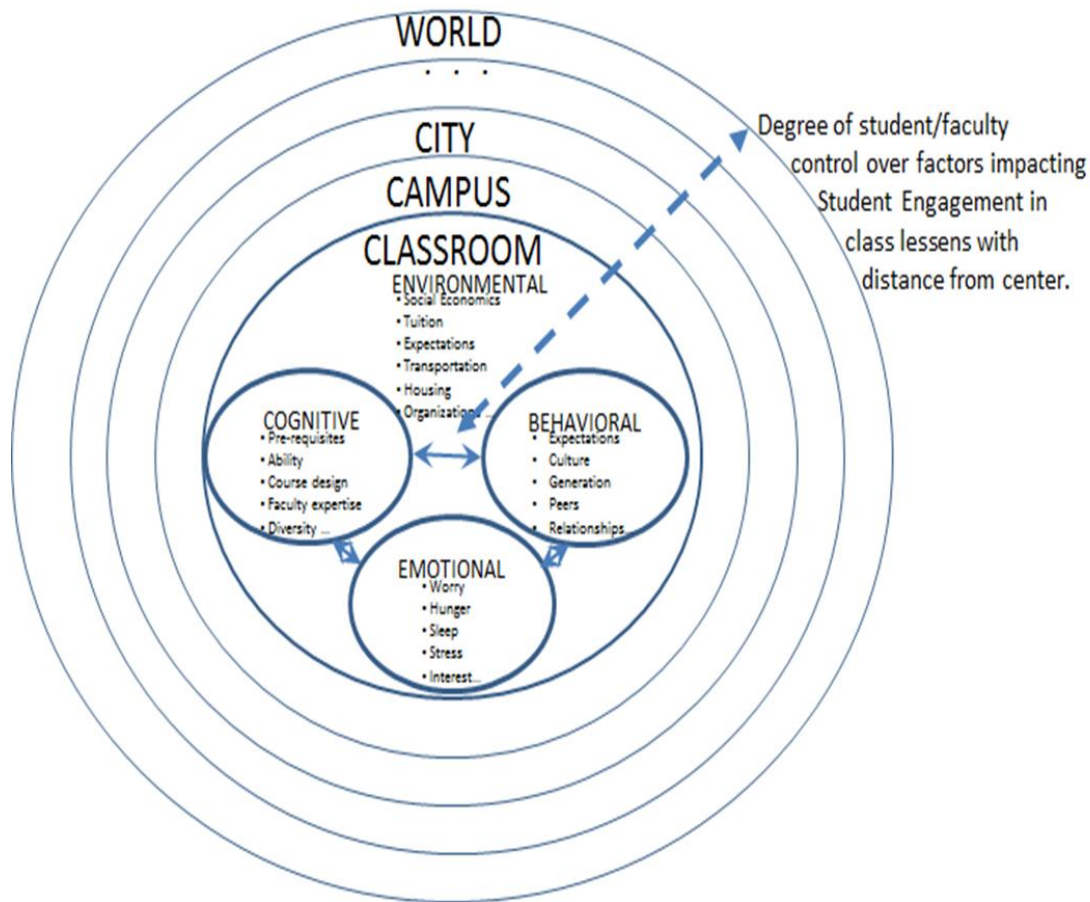 WORLD
. . .
CITY
CAMPUS
CLASSROOM
ENVIRONMENTAL
• Social Economics
• Tuition
• Expectations
• Transportation
• Housing
• Organizations ...
COGNITIVE
• Pre-requisites
• Ability
• Course design
• Faculty expertise
• Diversity ...
BEHAVIORAL
• Expectations
• Culture
• Generation
• Peers
• Relationships...
EMOTIONAL
• Worry
• Hunger
• Sleep
• Stress
• Interest...
Degree of student/faculty
control over factors impacting
Student Engagement in
class lessens with
distance from center.